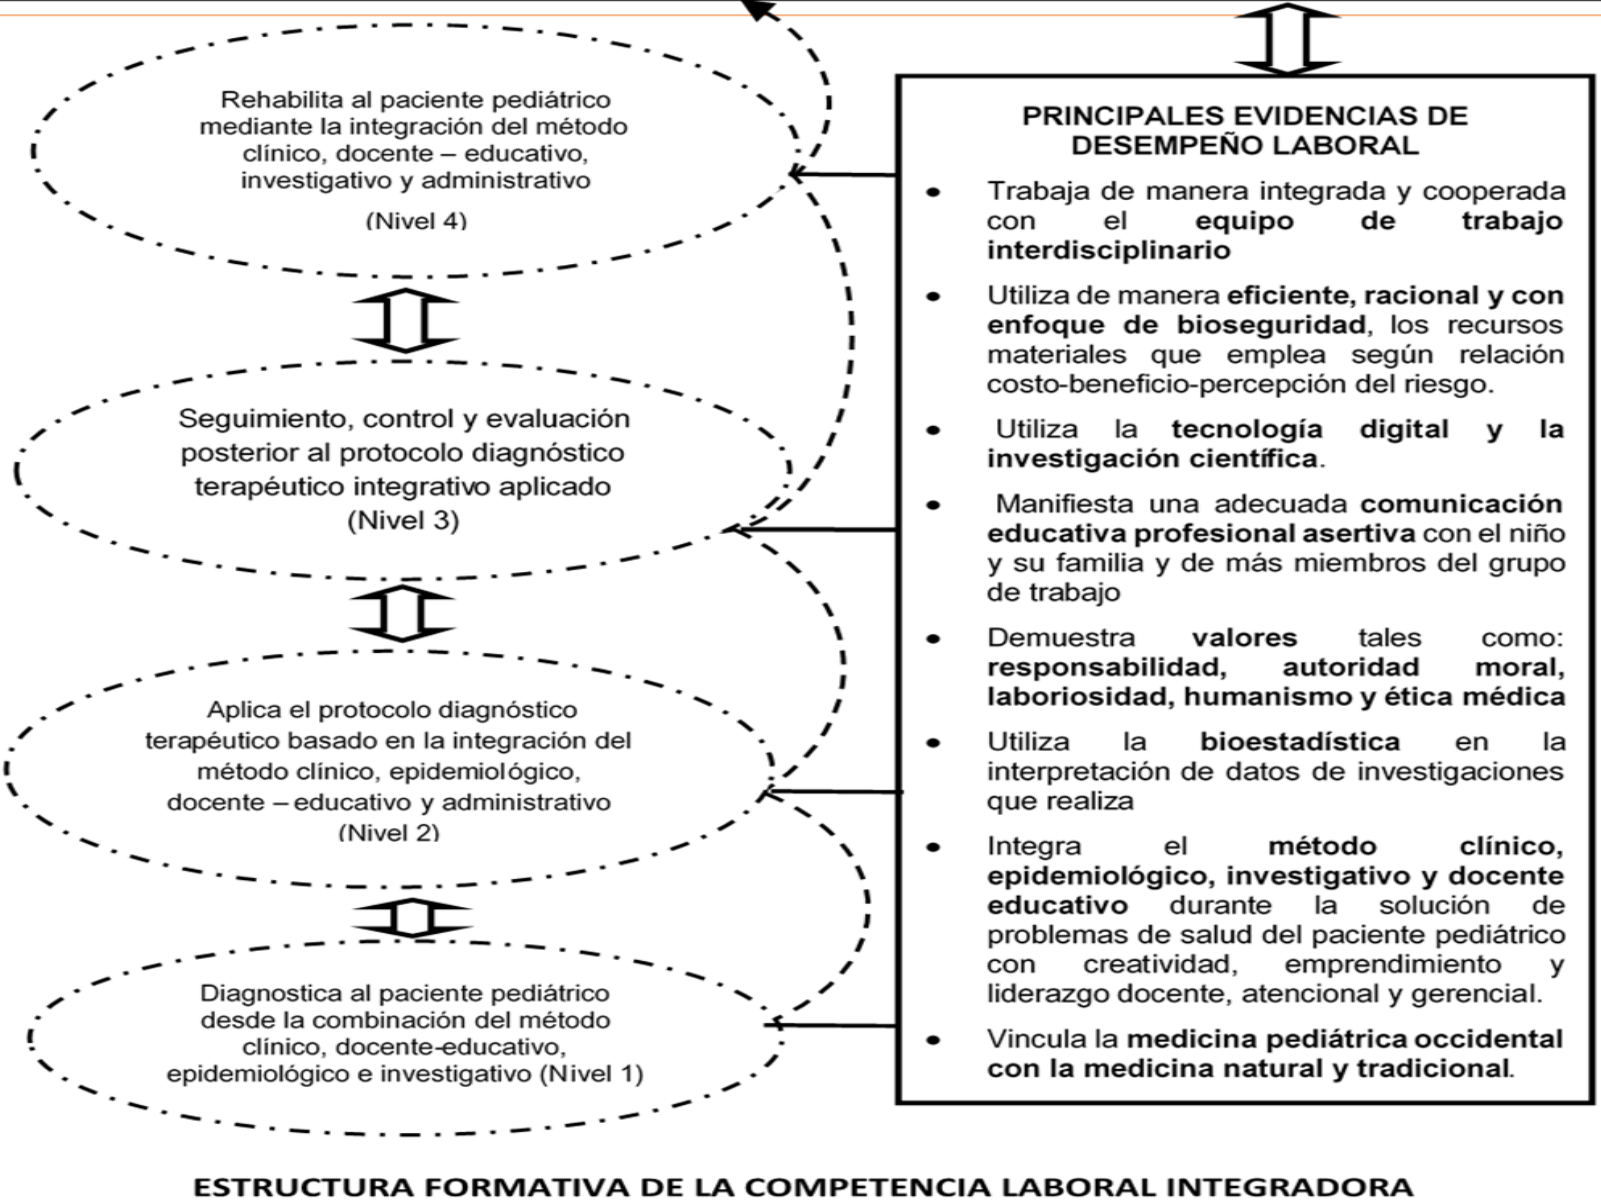 Rehabilita al paciente pediátrico
mediante la integración del método
clínico, docente – educativo,
investigativo y administrativo
(Nivel 4)
Seguimiento, control y evaluación
posterior al protocolo diagnóstico
terapéutico integrativo aplicado
(Nivel 3)
Aplica el protocolo diagnóstico
terapéutico basado en la integración del
método clínico, epidemiológico,
docente – educativo y administrativo
(Nivel 2)
Diagnostica al paciente pediátrico
desde la combinación del método
clínico, docente-educativo,
epidemiológico e investigativo (Nivel 1)
PRINCIPALES EVIDENCIAS DE
DESEMPEÑO LABORAL
• Trabaja de manera integrada y cooperada
con el equipo de trabajo
interdisciplinario
• Utiliza de manera eficiente, racional y con
enfoque de bioseguridad, los recursos
materiales que emplea según relación
costo-beneficio-percepción del riesgo.
• Utiliza la tecnología digital y la
investigación científica.
• Manifiesta una adecuada comunicación
educativa profesional asertiva con el niño
y su familia y de más miembros del grupo
de trabajo
• Demuestra valores tales como:
responsabilidad, autoridad moral,
laboriosidad, humanismo y ética médica
• Utiliza la bioestadística en la
interpretación de datos de investigaciones
que realiza
• Integra el método clínico,
epidemiológico, investigativo y docente
educativo durante la solución de
problemas de salud del paciente pediátrico
con creatividad, emprendimiento y
liderazgo docente, atencional y gerencial.
• Vincula la medicina pediátrica occidental
con la medicina natural y tradicional.
ESTRUCTURA FORMATIVA DE LA COMPETENCIA LABORAL INTEGRADORA